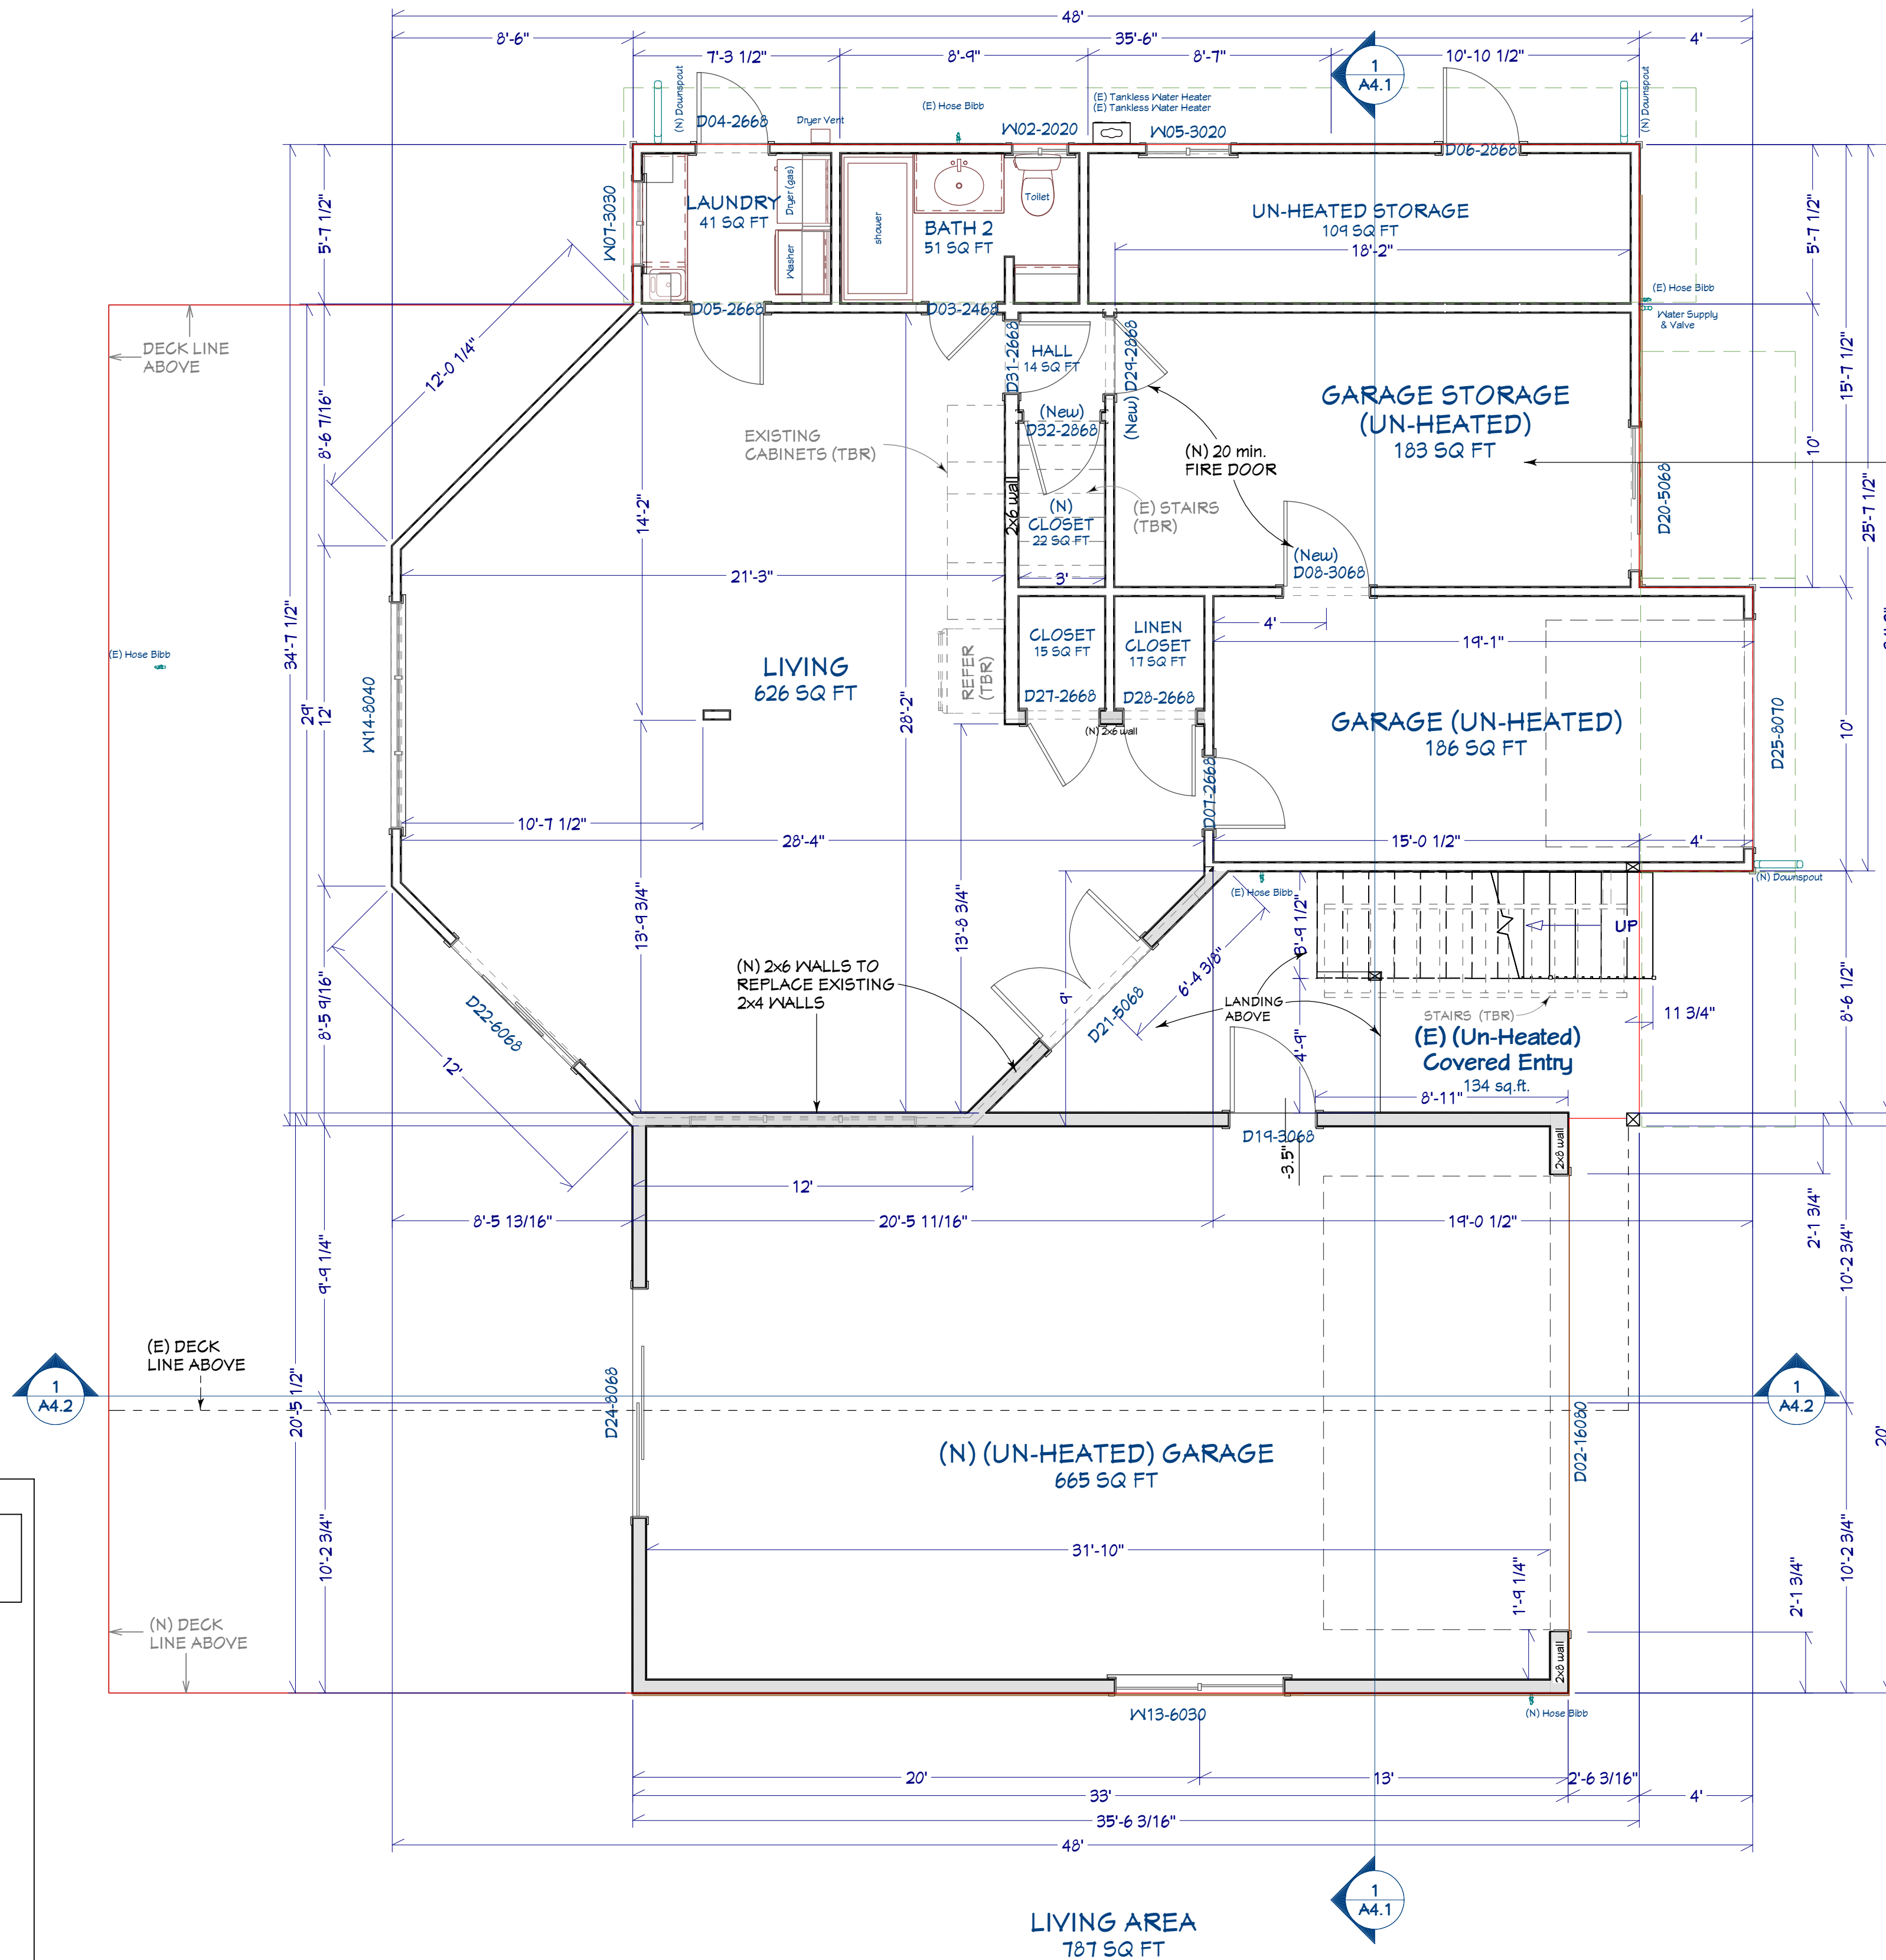 48'
8'-6"
35'-6"
4'
7'-3 1/2"
8'-9"
8'-7"
10'-10 1/2"
1
A4.1
(N) Downspout
D04-2668
Dryer Vent
(E) Hose Bibb
(E) Tankless Water Heater
(E) Tankless Water Heater
W02-2020
W05-3020
D06-2868
(N) Downspout
W07-3030
LAUNDRY
41 SQ FT
Dryer (gas)
Washer
shower
BATH 2
51 SQ FT
Toilet
UN-HEATED STORAGE
109 SQ FT
18'-2"
5'-7 1/2"
5'-7 1/2"
15'-7 1/2"
25'-7 1/2"
(E) Hose Bibb
Water Supply
& Valve
DECK LINE
ABOVE
12'-0 1/4"
8'-6 7/16"
D05-2668
D03-2468
D31-2668
HALL
14 SQ FT
(New) D29-2868
(New)
D32-2868
EXISTING
CABINETS (TBR)
2x6 wall
(N)
CLOSET
22 SQ FT
(E) STAIRS
(TBR)
(N) 20 min.
FIRE DOOR
GARAGE STORAGE
(UN-HEATED)
183 SQ FT
10'
D20-5068
(New)
D08-3068
14'-2"
21'-3"
3'
4'
19'-1"
34'-7 1/2"
29'
12'
(E) Hose Bibb
W14-8040
LIVING
626 SQ FT
REFER
(TBR)
CLOSET
15 SQ FT
LINEN
CLOSET
17 SQ FT
D27-2668
D28-2668
(N) 2x6 wall
28'-2"
GARAGE (UN-HEATED)
186 SQ FT
D25-8070
10'
D07-2668
10'-7 1/2"
28'-4"
15'-0 1/2"
4'
(N) Downspout
(E) Hose Bibb
13'-9 3/4"
13'-8 3/4"
3'-9 1/2"
UP
9'
6'-4 3/8"
(N) 2x6 WALLS TO
REPLACE EXISTING
2x4 WALLS
D22-6068
12'
8'-5 9/16"
D21-5068
LANDING
ABOVE
STAIRS (TBR)
11 3/4"
8'-6 1/2"
4'-9"
(E) (Un-Heated)
Covered Entry
134 sq.ft.
8'-11"
D19-3068
-3.5"
2x8 wall
12'
8'-5 13/16"
20'-5 11/16"
19'-0 1/2"
2'-1 3/4"
9'-9 1/4"
10'-2 3/4"
(E) DECK
LINE ABOVE
1
A4.2
1
A4.2
20'-5 1/2"
D24-8068
D02-16080
20'
(N) (UN-HEATED) GARAGE
665 SQ FT
31'-10"
10'-2 3/4"
1'-9 1/4"
2'-1 3/4"
10'-2 3/4"
(N) DECK
LINE ABOVE
2x8 wall
W13-6030
(N) Hose Bibb
20'
13'
2'-6 3/16"
33'
4'
35'-6 3/16"
48'
1
A4.1
LIVING AREA
787 SQ FT